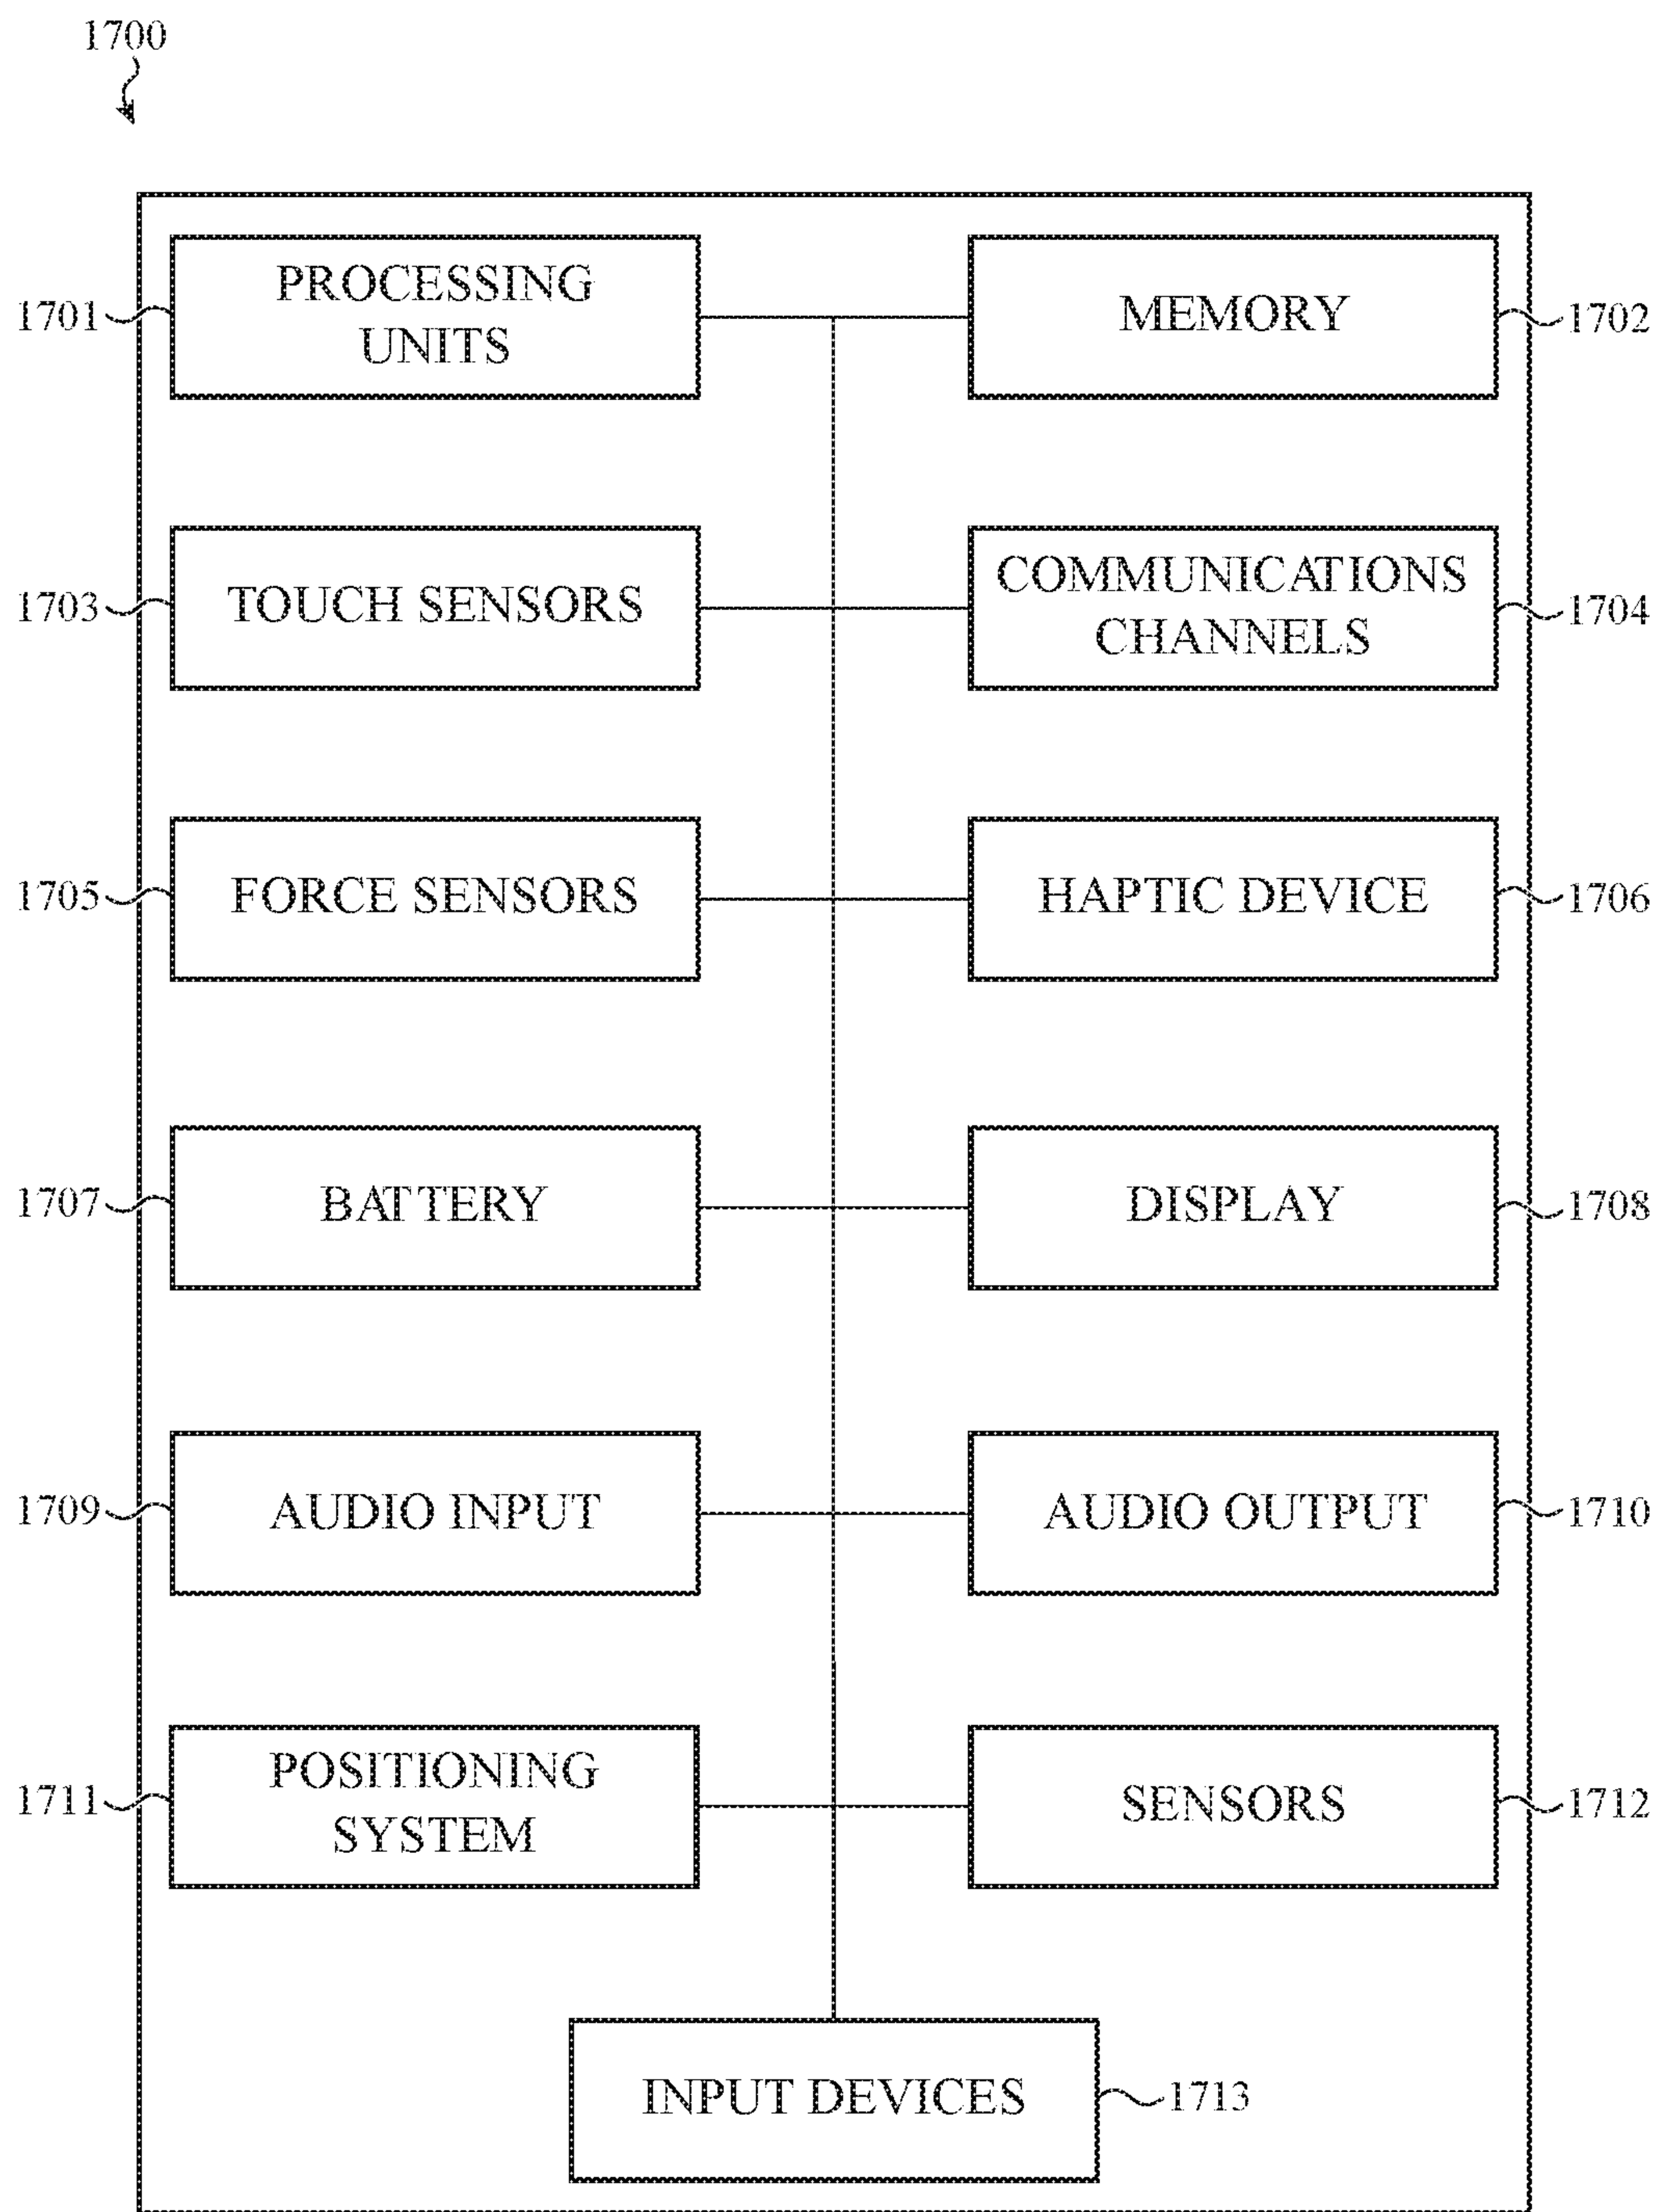 1700
PROCESSING
UNITS
1701
MEMORY
1702
TOUCH SENSORS
1703
COMMUNICATIONS
CHANNELS
1704
FORCE SENSORS
1705
HAPTIC DEVICE
1706
BATTERY
1707
DISPLAY
1708
AUDIO INPUT
1709
AUDIO OUTPUT
1710
POSITIONING
SYSTEM
1711
SENSORS
1712
INPUT DEVICES
1713